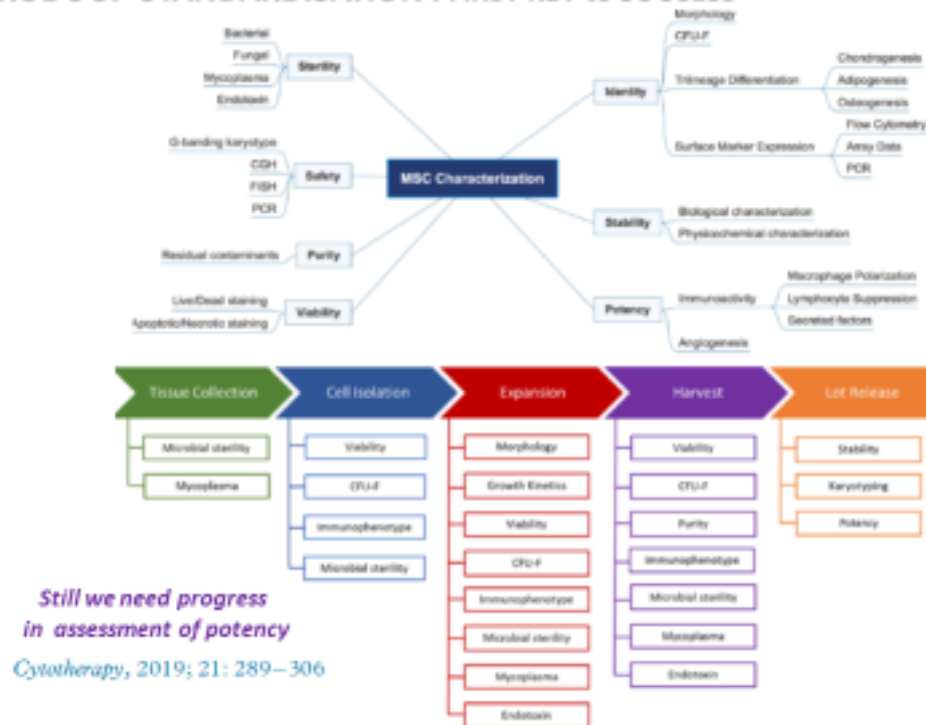 Bacterial
Fungal
Mycoplasma
Endotoxin
Sterility
G-banding karyotype
CGH
FISH
PCR
Safety
Residual contaminants
Purity
Live/Dead staining
Apoptotic/Necrotic staining
Viability
MSC Characterization
Morphology
CFU-F
Trilineage Differentiation
Chondrogenesis
Adipogenesis
Osteogenesis
Surface Marker Expression
Flow Cytometry
Array Data
PCR
Identity
Stability
Biological characterization
Physicochemical characterization
Potency
Immunoactivity
Macrophage Polarization
Lymphocyte Suppression
Secreted factors
Angiogenesis
Tissue Collection
Microbial sterility
Mycoplasma
Cell Isolation
Viability
CFU-F
Immunophenotype
Microbial sterility
Expansion
Morphology
Growth Kinetics
Viability
CFU-F
Immunophenotype
Microbial sterility
Mycoplasma
Endotoxin
Harvest
Viability
CFU-F
Purity
Immunophenotype
Microbial sterility
Mycoplasma
Endotoxin
Lot Release
Stability
Karyotyping
Potency
Still we need progress
in assessment of potency
Cytotherapy, 2019; 21: 289–306